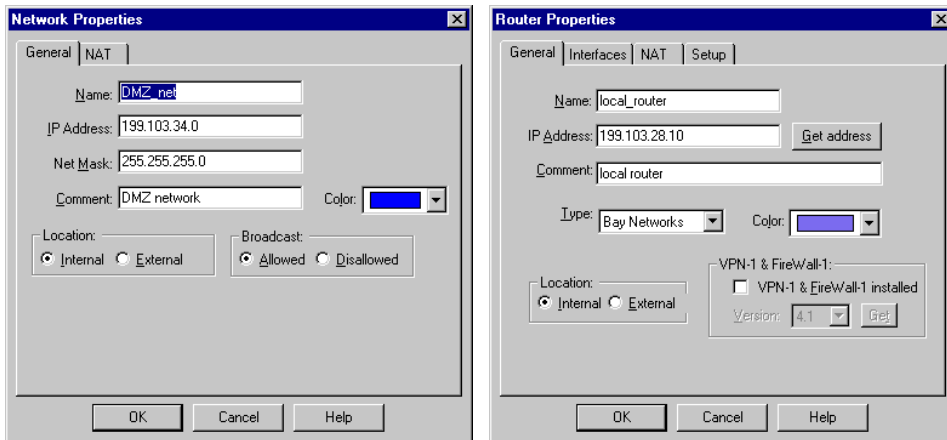 Network Properties
General NAT
Name: DMZ_net
IP Address: 199.103.34.0
Net Mask: 255.255.255.0
Comment: DMZ network Color:
Location: Broadcast:
Internal External Allowed Disallowed
OK Cancel Help
Router Properties
General Interfaces NAT Setup
Name: local_router
IP Address: 199.103.28.10 Get address
Comment: local router
Type: Bay Networks Color:
VPN-1 & FireWall-1:
Location: VPN-1 & FireWall-1 installed
Internal External
Version: 4.1 Get
OK Cancel Help